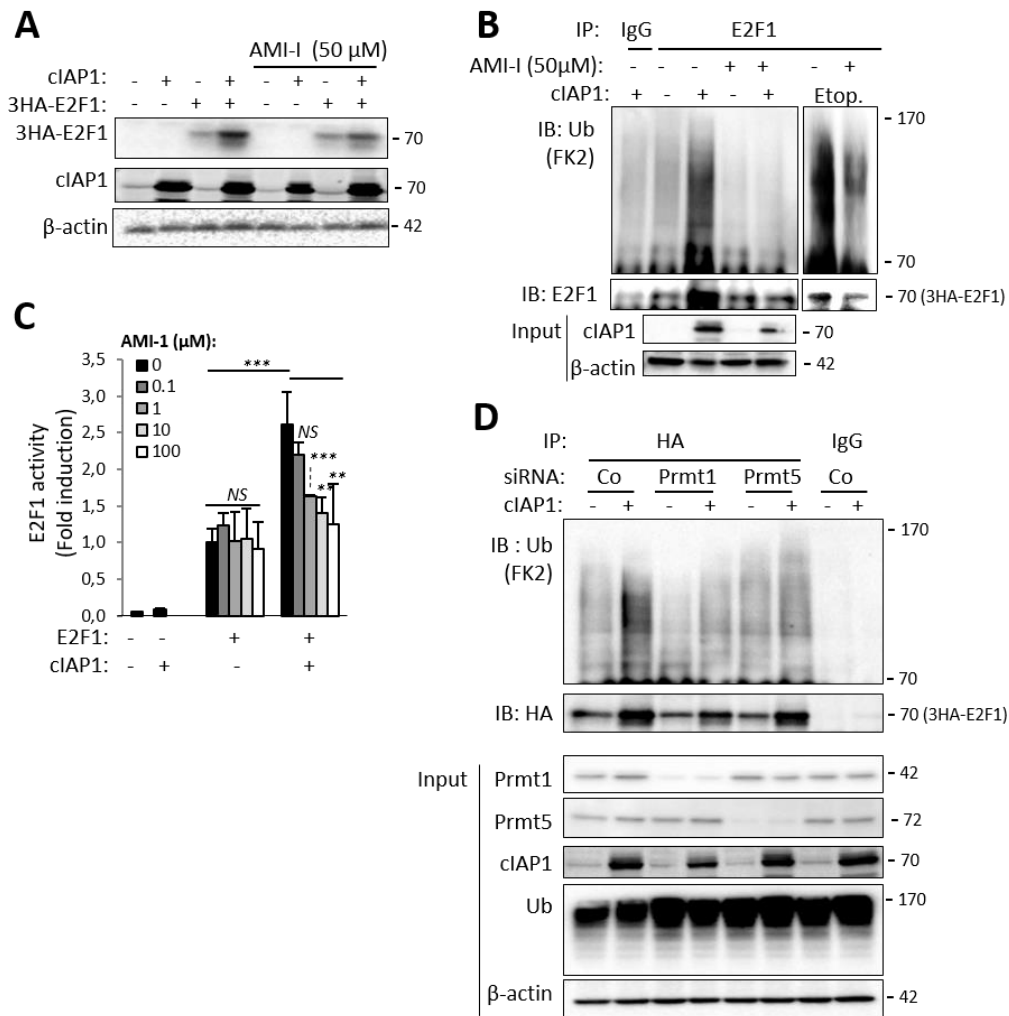 A
AMI-I (50 µM)
cIAP1: - + - + - + - +
3HA-E2F1: - - + + - - + +
3HA-E2F1 - 70
cIAP1 - 70
β-actin - 42
B
IP: IgG E2F1
AMI-I (50µM): - - - + + - +
cIAP1: + - + - +
Etop.
- 170
IB: Ub
(FK2)
- 70
IB: E2F1 - 70 (3HA-E2F1)
Input cIAP1 - 70
β-actin - 42
C
AMI-1 (µM):
0
0.1
1
10
100
E2F1 activity
(Fold induction)
3,5
3,0
2,5
2,0
1,5
1,0
0,5
0,0
***
NS
NS
***
**
**
E2F1: - - + +
cIAP1: - + - +
D
IP: HA IgG
siRNA: Co Prmt1 Prmt5 Co
cIAP1: - + - + - + - +
- 170
IB : Ub
(FK2)
- 70
IB: HA - 70 (3HA-E2F1)
Input
Prmt1 - 42
Prmt5 - 72
cIAP1 - 70
Ub - 170
β-actin - 42